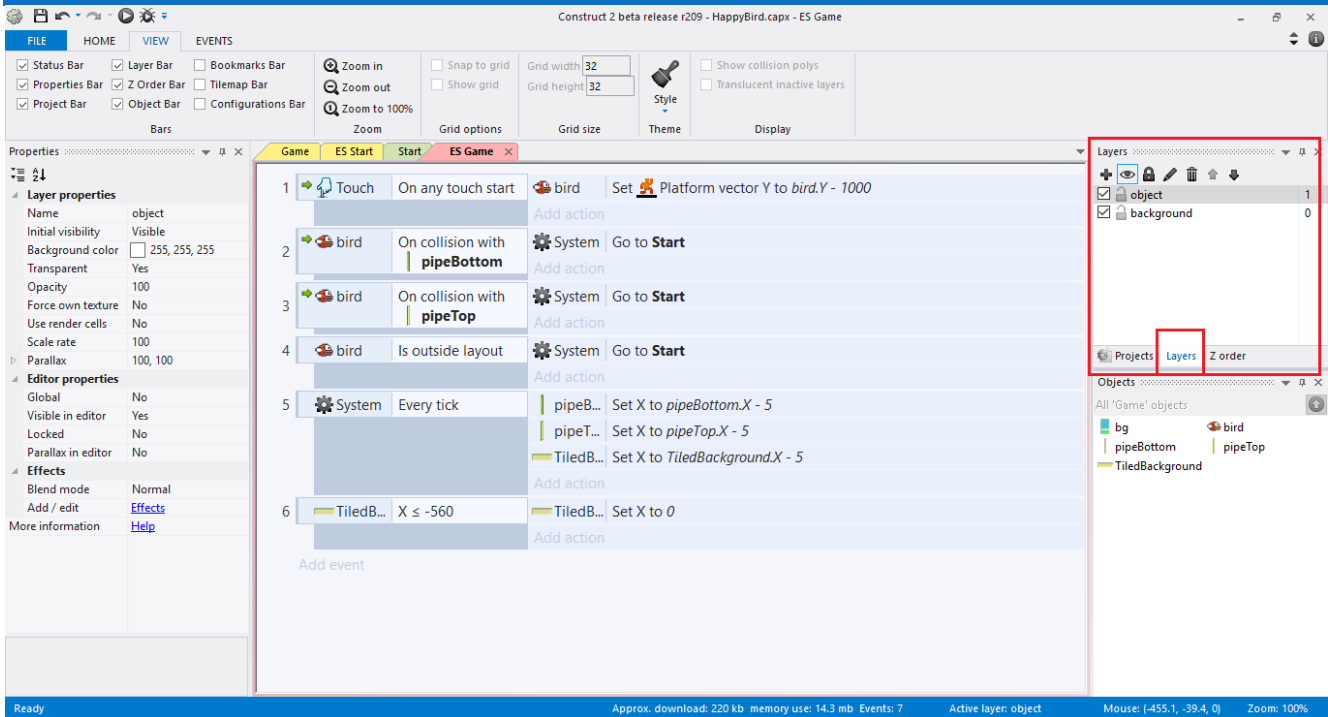 Construct 2 beta release r209 - HappyBird.capx - ES Game
FILE HOME VIEW EVENTS
Status Bar Layer Bar Bookmarks Bar
Properties Bar Z Order Bar Tilemap Bar
Project Bar Object Bar Configurations Bar
Bars
Zoom in
Zoom out
Zoom to 100%
Zoom
Snap to grid
Show grid
Grid options
Grid width 32
Grid height 32
Grid size
Style
Theme
Show collision polys
Translucent inactive layers
Display
Properties
Layer properties
Name object
Initial visibility Visible
Background color 255, 255, 255
Transparent Yes
Opacity 100
Force own texture No
Use render cells No
Scale rate 100
Parallax 100, 100
Editor properties
Global No
Visible in editor Yes
Locked No
Parallax in editor No
Effects
Blend mode Normal
Add / edit Effects
More information Help
Game ES Start Start ES Game
1 Touch On any touch start bird Set Platform vector Y to bird.Y - 1000
Add action
2 bird On collision with pipeBottom System Go to Start
Add action
3 bird On collision with pipeTop System Go to Start
Add action
4 bird Is outside layout System Go to Start
Add action
5 System Every tick pipeB... Set X to pipeBottom.X - 5
pipeT... Set X to pipeTop.X - 5
TiledB... Set X to TiledBackground.X - 5
Add action
6 TiledB... X ≤ -560 TiledB... Set X to 0
Add action
Add event
Layers
object 1
background 0
Projects Layers Z order
Objects
All 'Game' objects
bg bird
pipeBottom pipeTop
TiledBackground
Ready Approx. download: 220 kb memory use: 14.3 mb Events: 7 Active layer: object Mouse: (-455.1, -39.4, 0) Zoom: 100%